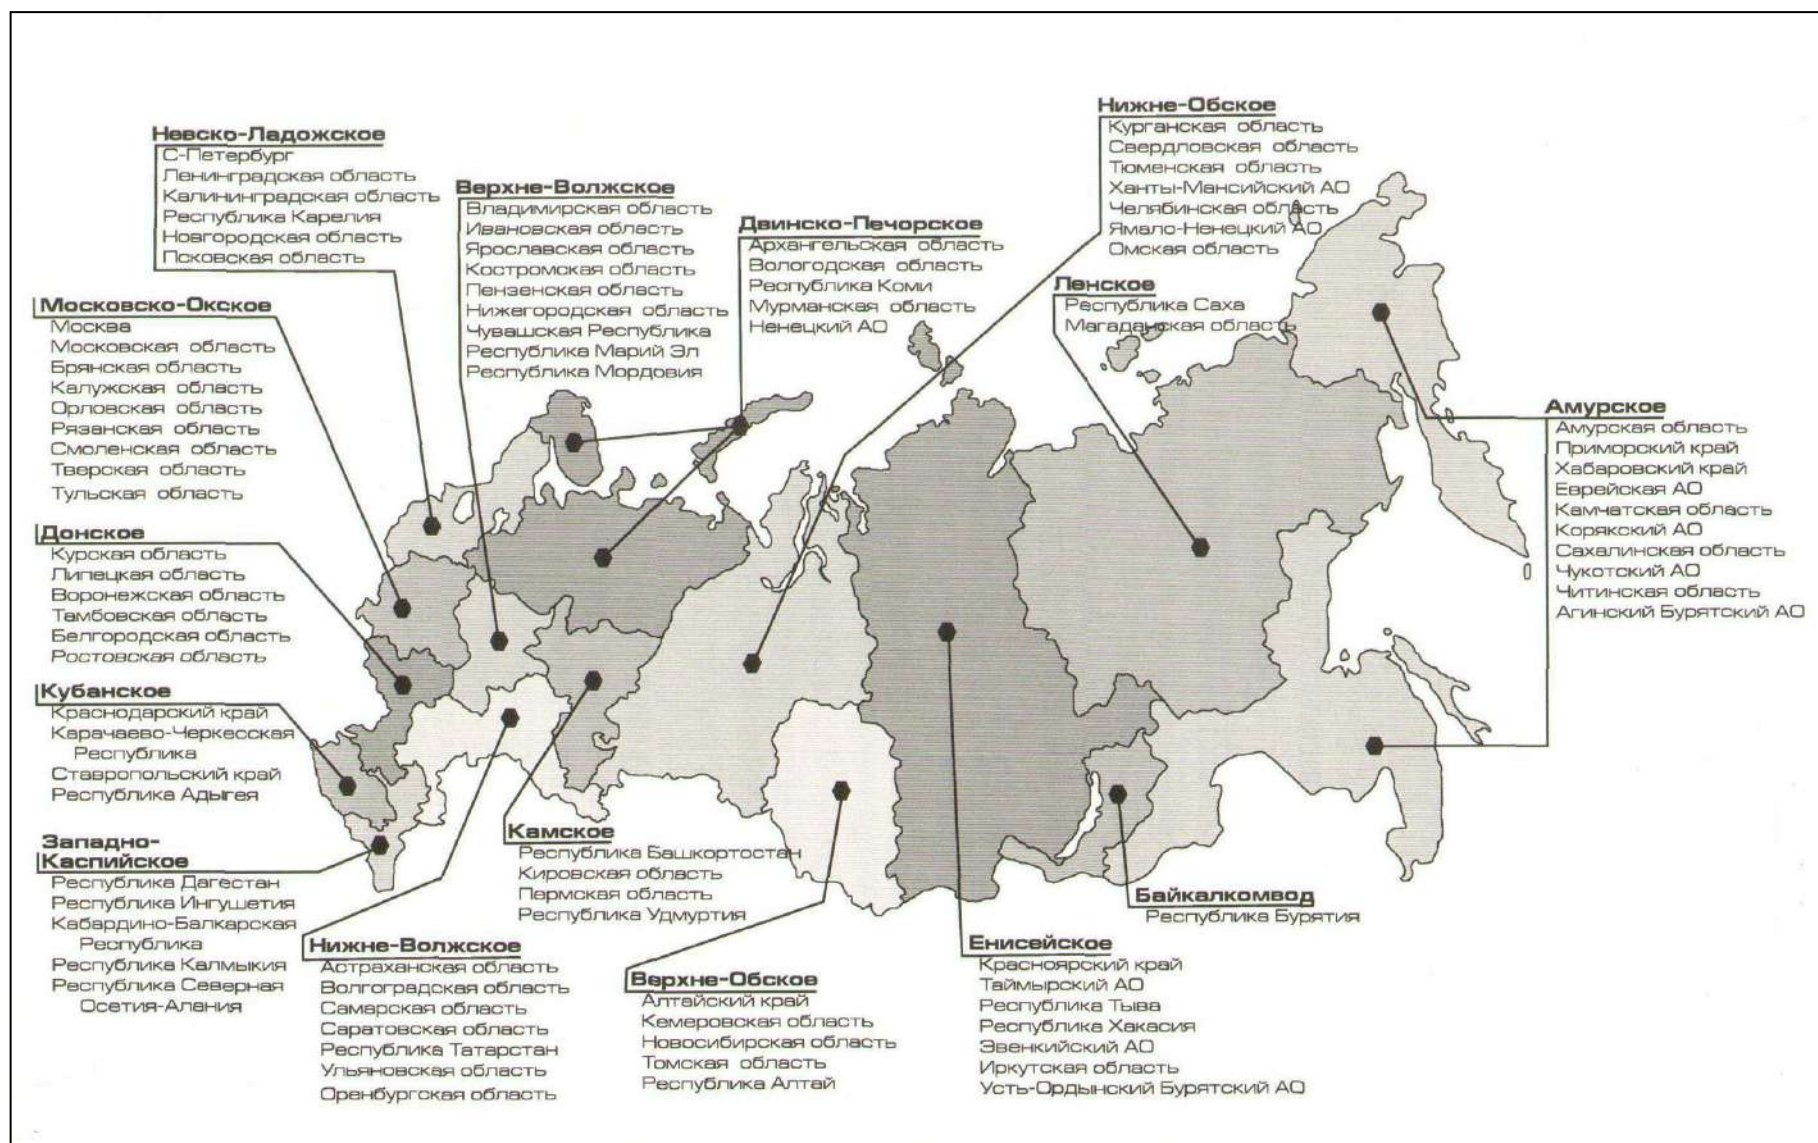 Невско-Ладожское
С-Петербург
Ленинградская область
Калининградская область
Республика Карелия
Новгородская область
Псковская область
Московско-Окское
Москва
Московская область
Брянская область
Калужская область
Орловская область
Рязанская область
Смоленская область
Тверская область
Тульская область
Донское
Курская область
Липецкая область
Воронежская область
Тамбовская область
Белгородская область
Ростовская область
Кубанское
Краснодарский край
Карачаево-Черкесская
Республика
Ставропольский край
Республика Адыгея
Западно-
Каспийское
Республика Дагестан
Республика Ингушетия
Кабардино-Балкарская
Республика
Республика Калмыкия
Республика Северная
Осетия-Алания
Верхне-Волжское
Владимирская область
Ивановская область
Ярославская область
Костромская область
Пензенская область
Нижегородская область
Чувашская Республика
Республика Марий Эл
Республика Мордовия
Двинско-Печорское
Архангельская область
Вологодская область
Республика Коми
Мурманская область
Ненецкий АО
Нижне-Обское
Курганская область
Свердловская область
Тюменская область
Ханты-Мансийский АО
Челябинская область
Ямало-Ненецкий АО
Омская область
Ленское
Республика Саха
Магаданская область
Амурское
Амурская область
Приморский край
Хабаровский край
Еврейская АО
Камчатская область
Корякский АО
Сахалинская область
Чукотский АО
Читинская область
Агинский Бурятский АО
Нижне-Волжское
Астраханская область
Волгоградская область
Самарская область
Саратовская область
Республика Татарстан
Ульяновская область
Оренбургская область
Камское
Республика Башкортостан
Кировская область
Пермская область
Республика Удмуртия
Верхне-Обское
Алтайский край
Кемеровская область
Новосибирская область
Томская область
Республика Алтай
Енисейское
Красноярский край
Таймырский АО
Республика Тыва
Республика Хакасия
Эвенкийский АО
Иркутская область
Усть-Ордынский Бурятский АО
Байкалкомвод
Республика Бурятия